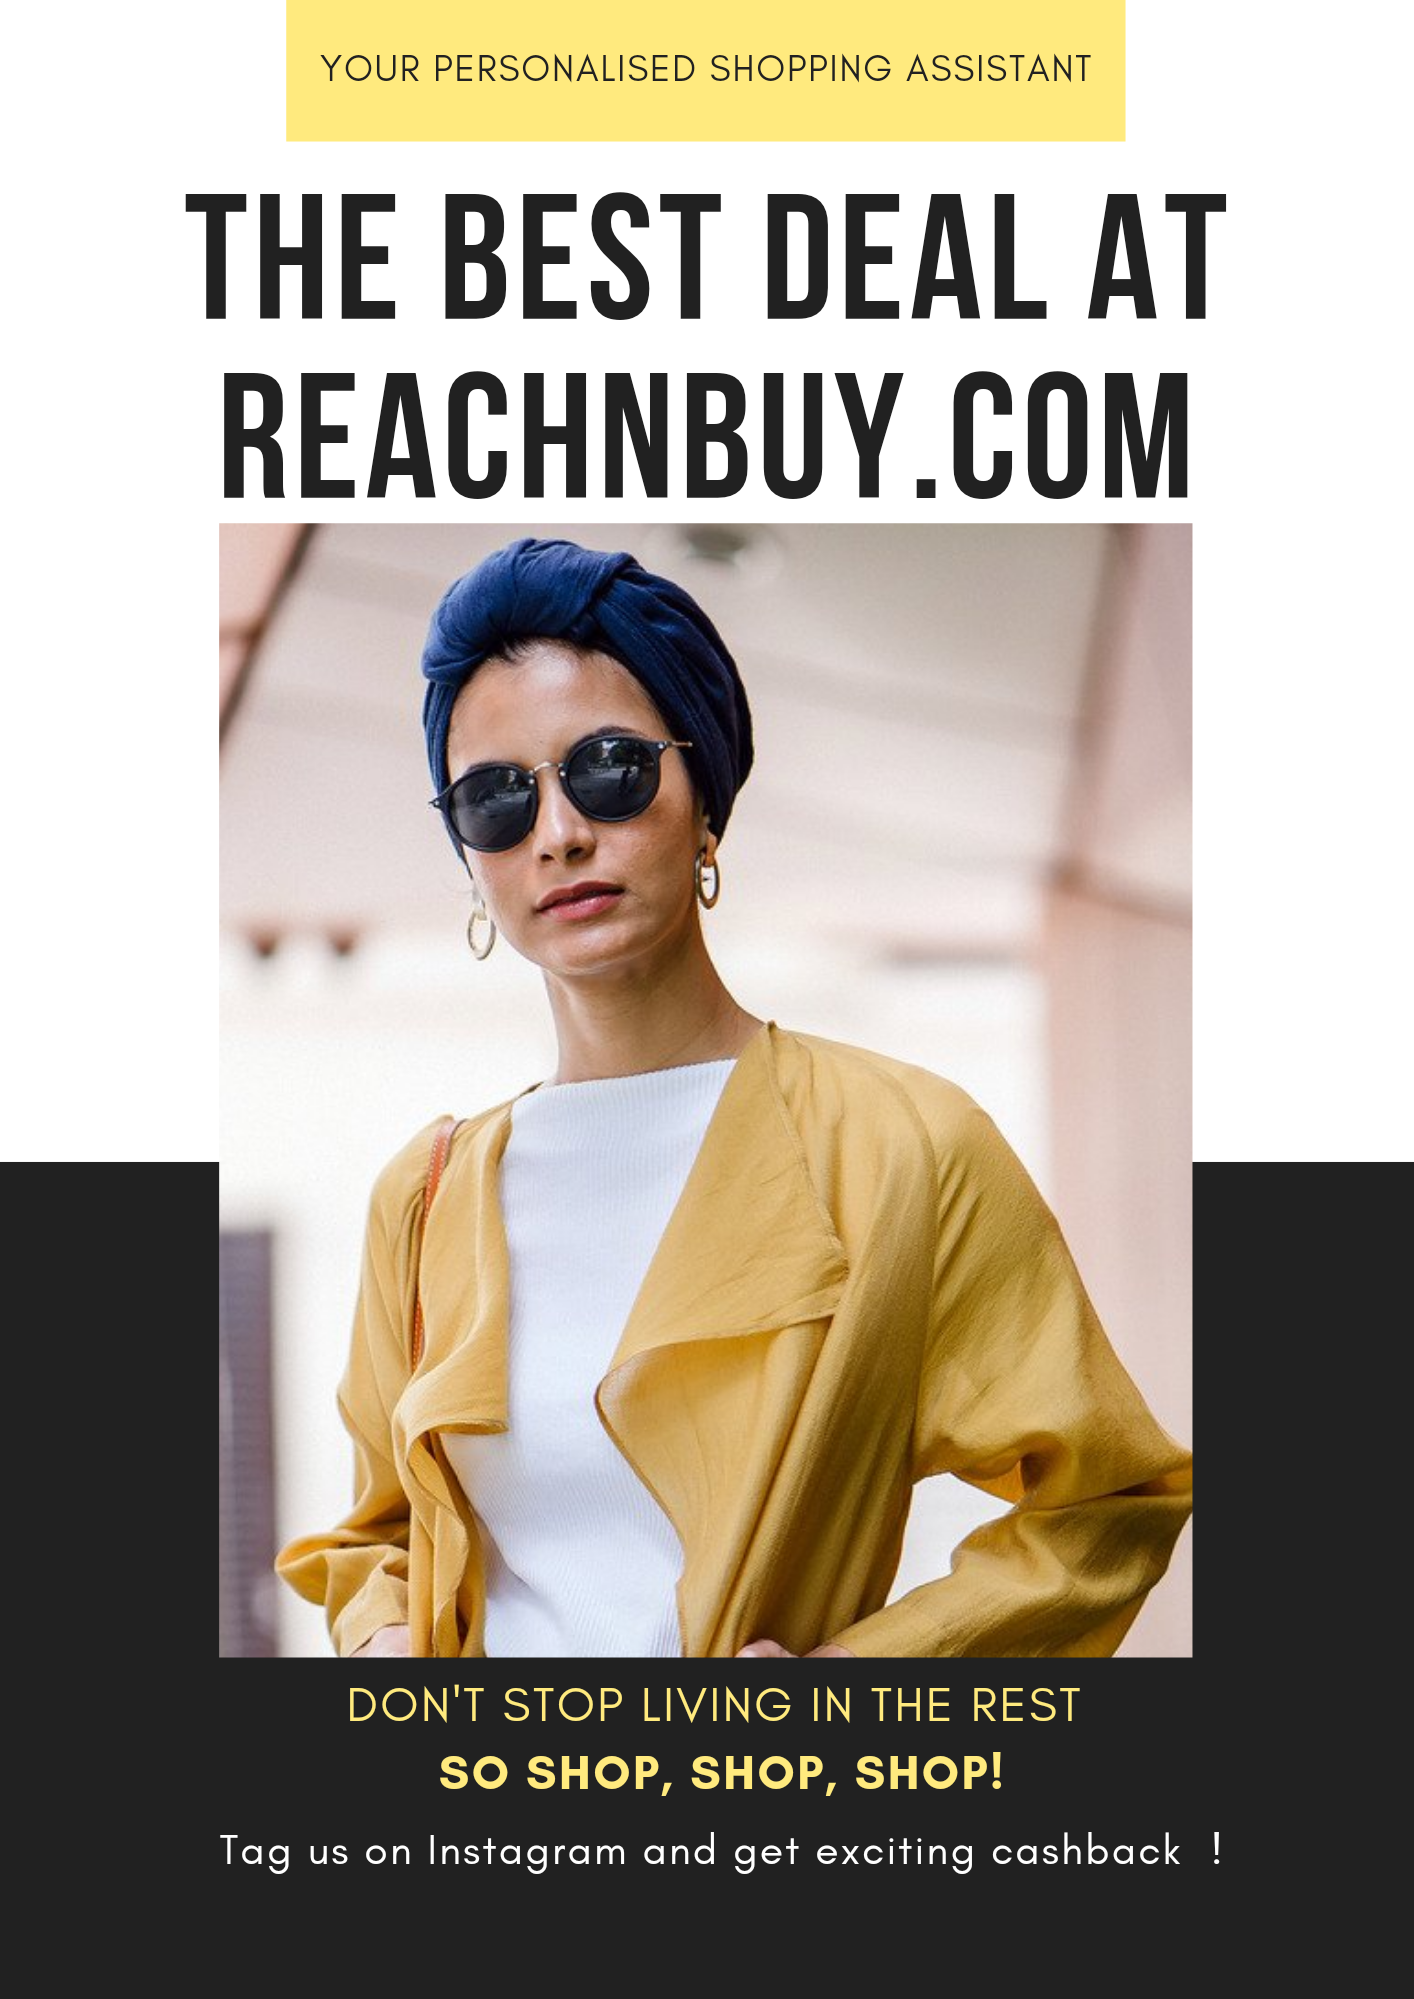 YOUR PERSONALISED SHOPPING ASSISTANT
THE BEST DEAL AT
REACHNBUY.COM
DON'T STOP LIVING IN THE REST
SO SHOP, SHOP, SHOP!
Tag us on Instagram and get exciting cashback !